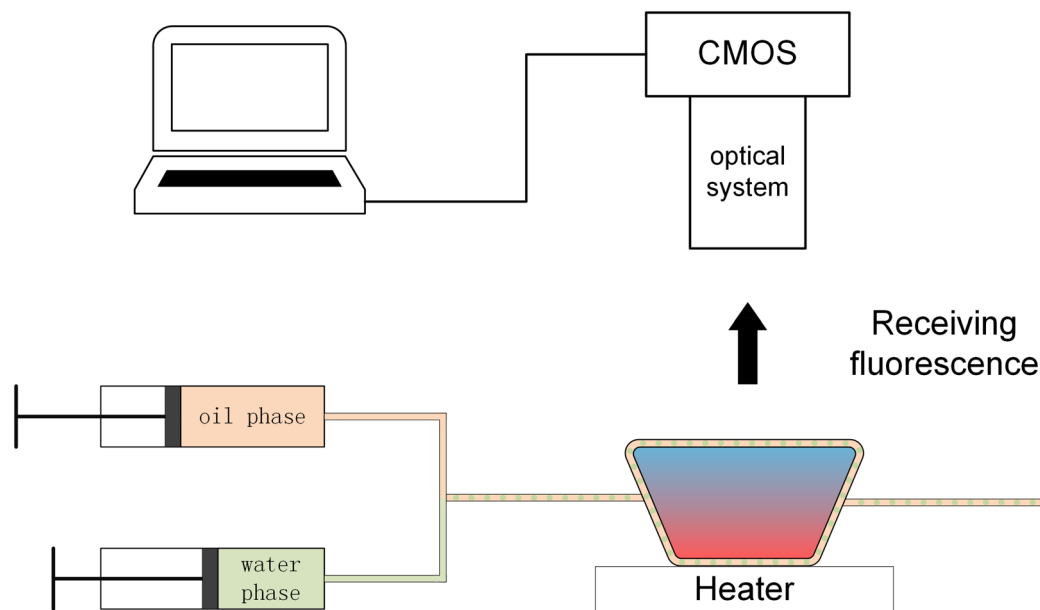 CMOS
optical
system
Receiving
fluorescence
oil phase
water
phase
Heater